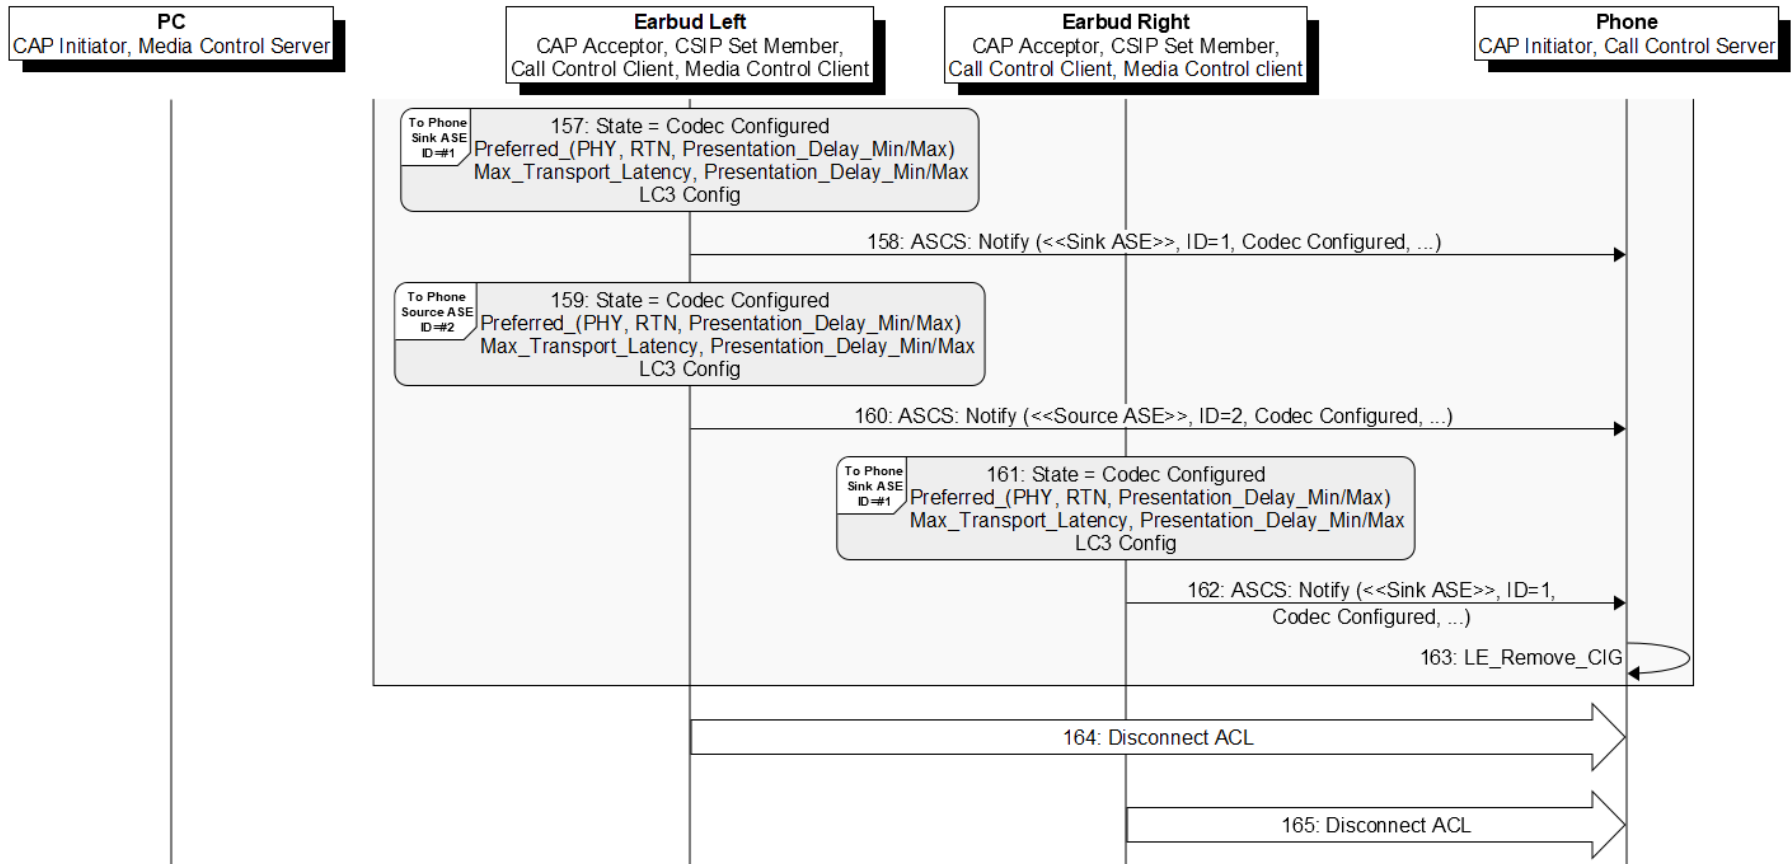 PC
CAP Initiator, Media Control Server
Earbud Left
CAP Acceptor, CSIP Set Member,
Call Control Client, Media Control Client
Earbud Right
CAP Acceptor, CSIP Set Member,
Call Control Client, Media Control client
Phone
CAP Initiator, Call Control Server
To Phone
Sink ASE
ID=#1
157: State = Codec Configured
Preferred_(PHY, RTN, Presentation_Delay_Min/Max)
Max_Transport_Latency, Presentation_Delay_Min/Max
LC3 Config
158: ASCS: Notify (<<Sink ASE>>, ID=1, Codec Configured, ...)
To Phone
Source ASE
ID=#2
159: State = Codec Configured
Preferred_(PHY, RTN, Presentation_Delay_Min/Max)
Max_Transport_Latency, Presentation_Delay_Min/Max
LC3 Config
160: ASCS: Notify (<<Source ASE>>, ID=2, Codec Configured, ...)
To Phone
Sink ASE
ID=#1
161: State = Codec Configured
Preferred_(PHY, RTN, Presentation_Delay_Min/Max)
Max_Transport_Latency, Presentation_Delay_Min/Max
LC3 Config
162: ASCS: Notify (<<Sink ASE>>, ID=1,
Codec Configured, ...)
163: LE_Remove_CIG
164: Disconnect ACL
165: Disconnect ACL